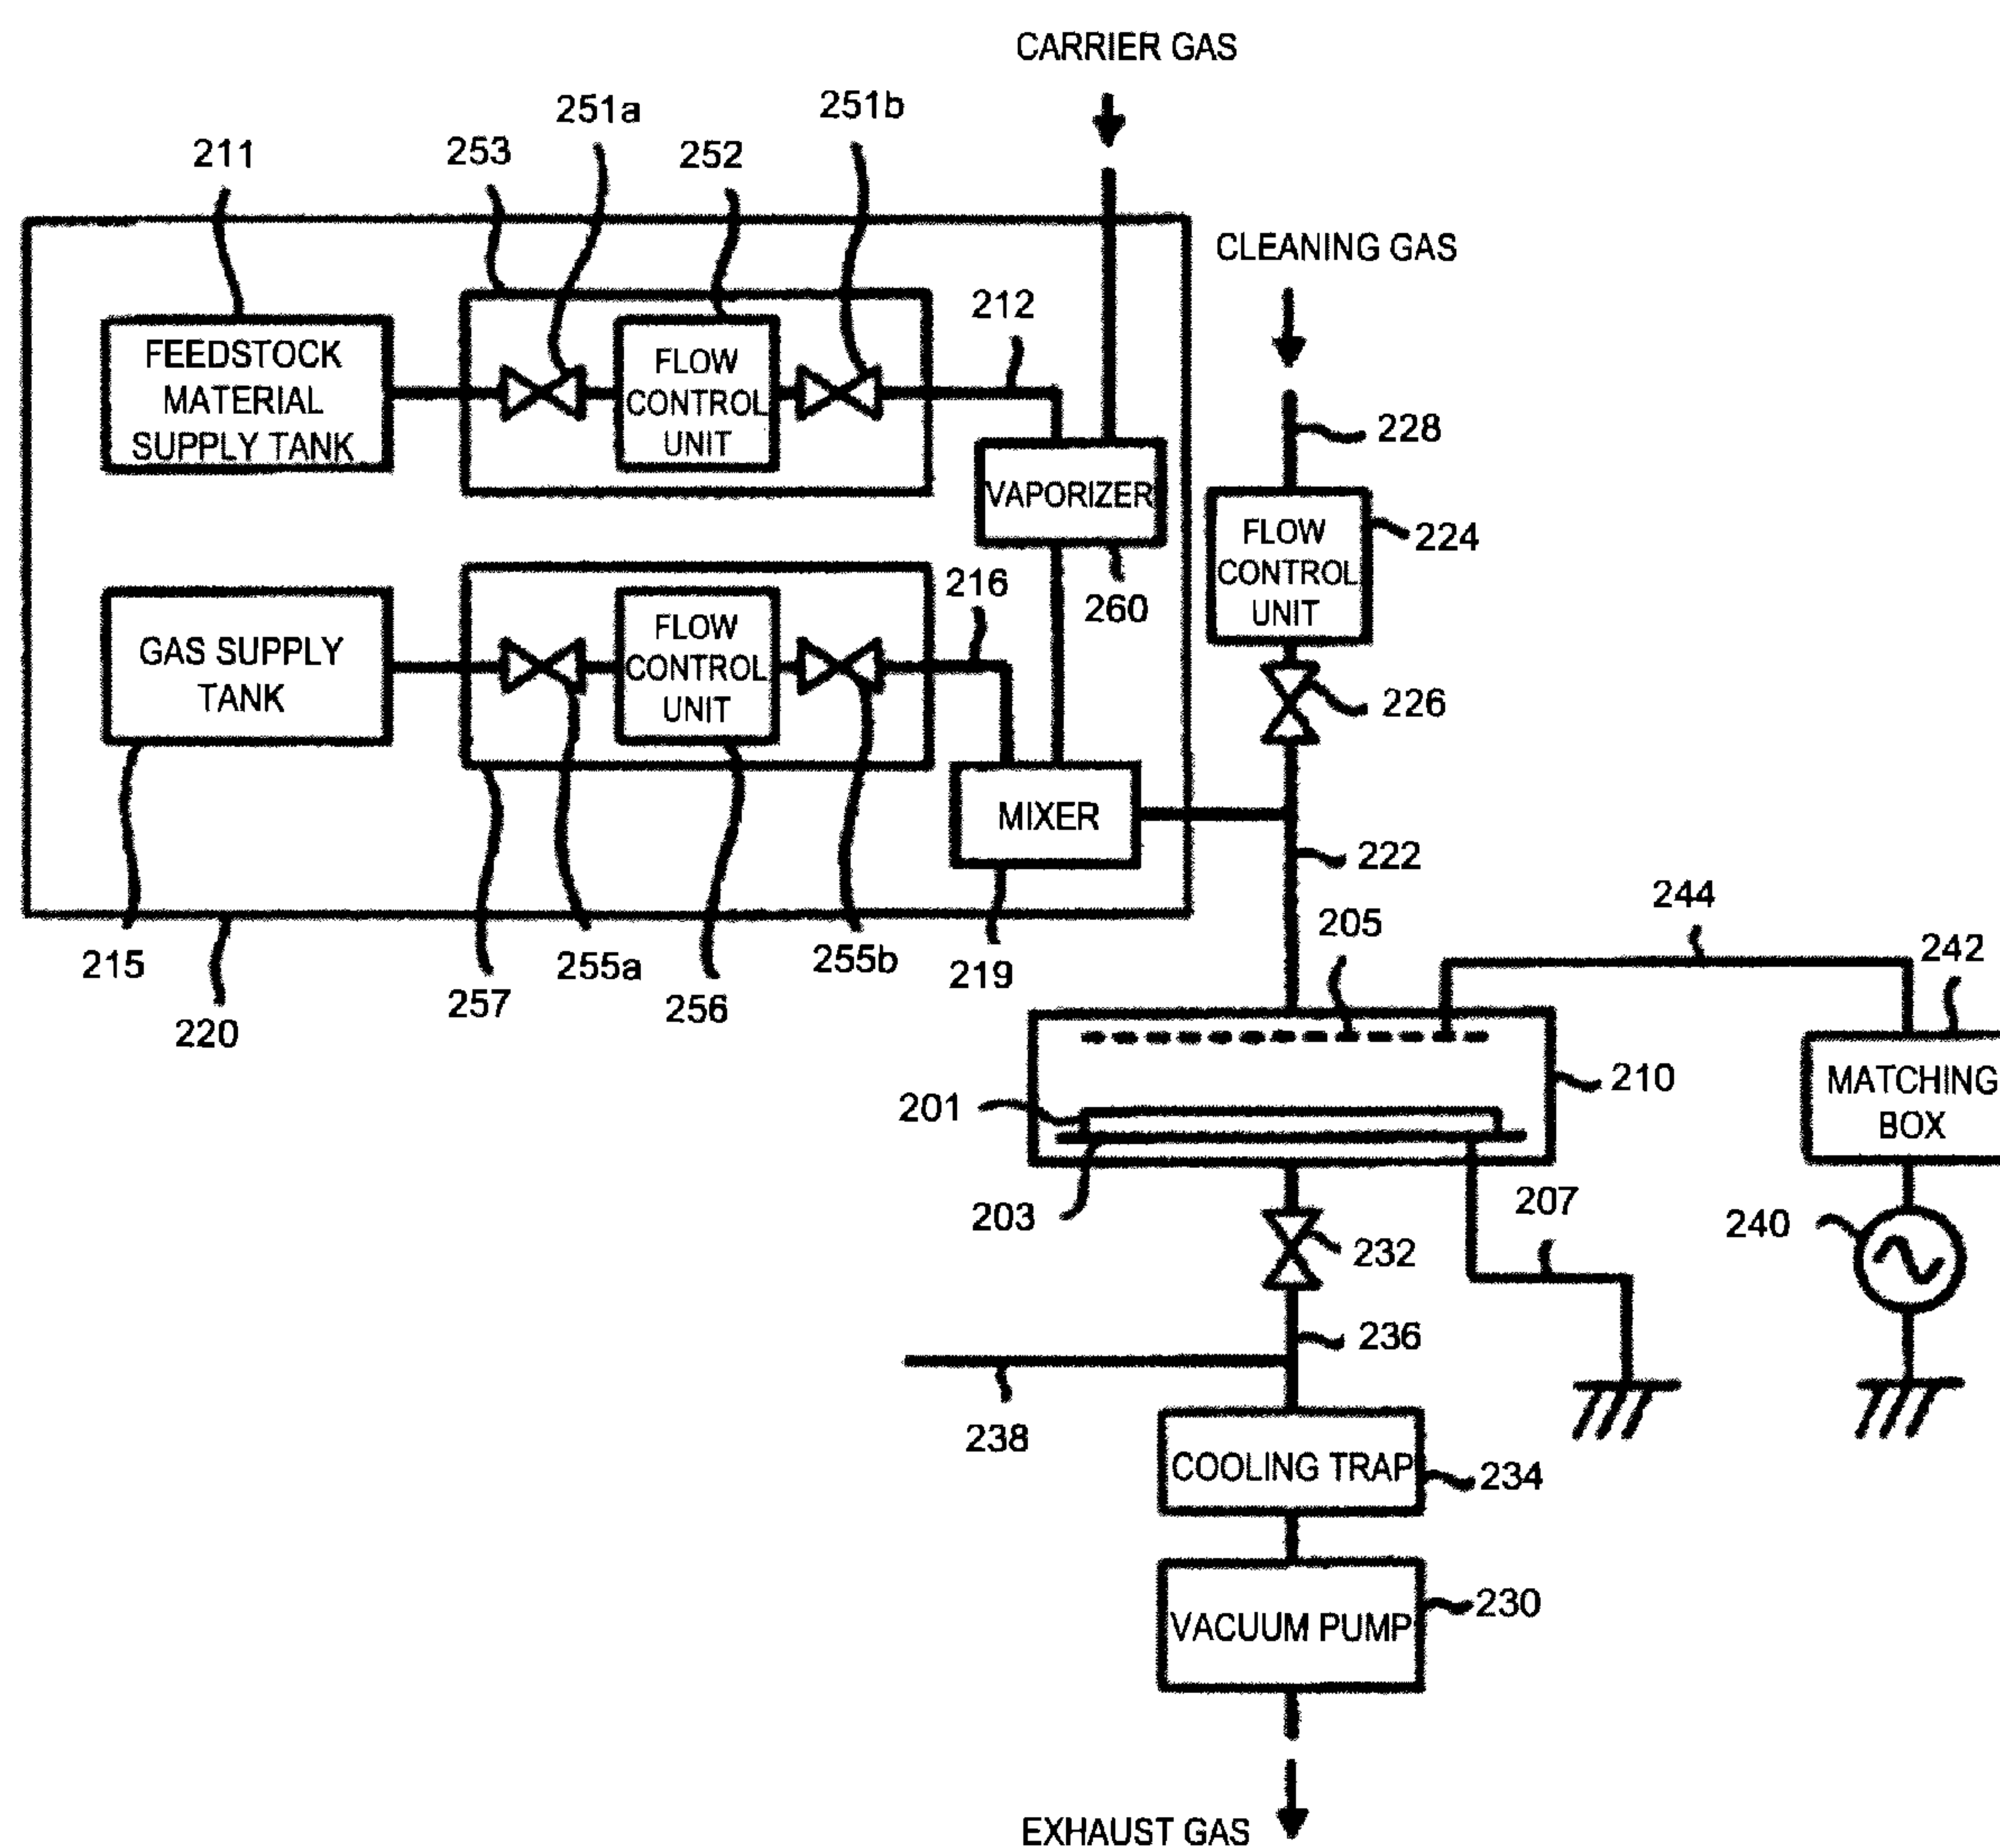 CARRIER GAS
251a
251b
211
253
252
CLEANING GAS
212
FEEDSTOCK
MATERIAL
SUPPLY TANK
FLOW
CONTROL
UNIT
228
VAPORIZER
FLOW
CONTROL
UNIT
224
216
260
GAS SUPPLY
TANK
FLOW
CONTROL
UNIT
226
MIXER
222
244
205
242
215
255a
255b
219
257
256
220
210
MATCHING
BOX
201
203
207
232
240
236
238
COOLING TRAP
234
VACUUM PUMP
230
EXHAUST GAS